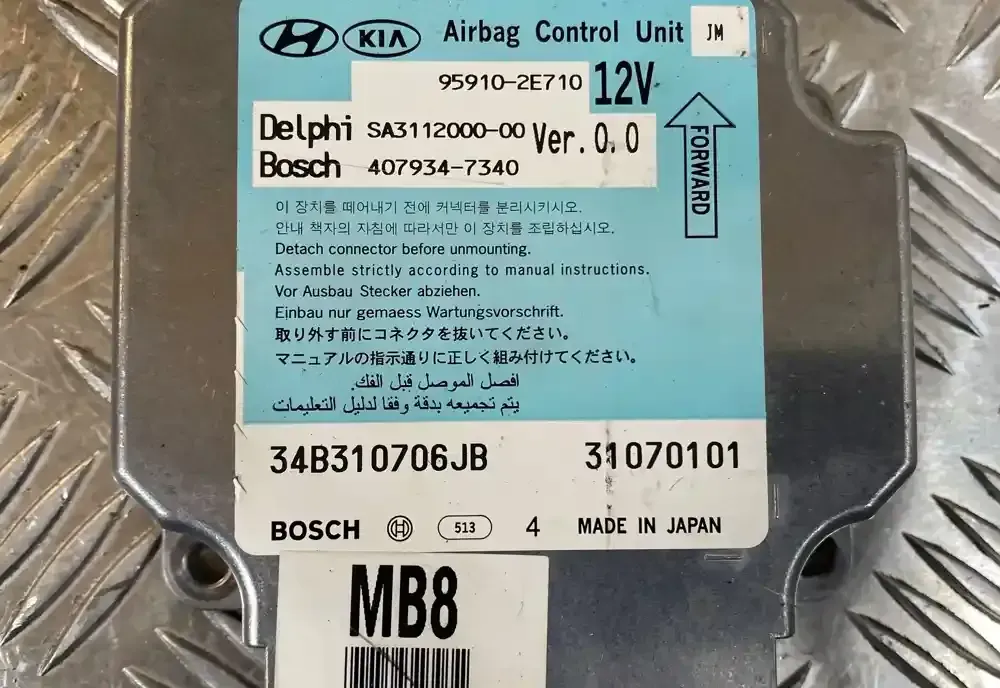 HYUNDAI KIA Airbag Control Unit JM
95910-2E710 12V
Delphi SA3112000-00 Ver. 0.0
Bosch 407934-7340
FORWARD
이 장치를 떼어내기 전에 커넥터를 분리시키시오.
안내 책자의 지침에 따라서만 이 장치를 조립하십시오.
Detach connector before unmounting.
Assemble strictly according to manual instructions.
Vor Ausbau Stecker abziehen.
Einbau nur gemaess Wartungsvorschrift.
取り外す前にコネクタを抜いてください。
マニュアルの指示通りに正しく組み付けてください。
افصل الموصل قبل الفك.
يتم تجميعه بدقة وفقا لدليل التعليمات
34B310706JB 31070101
BOSCH 513 4 MADE IN JAPAN
MB8